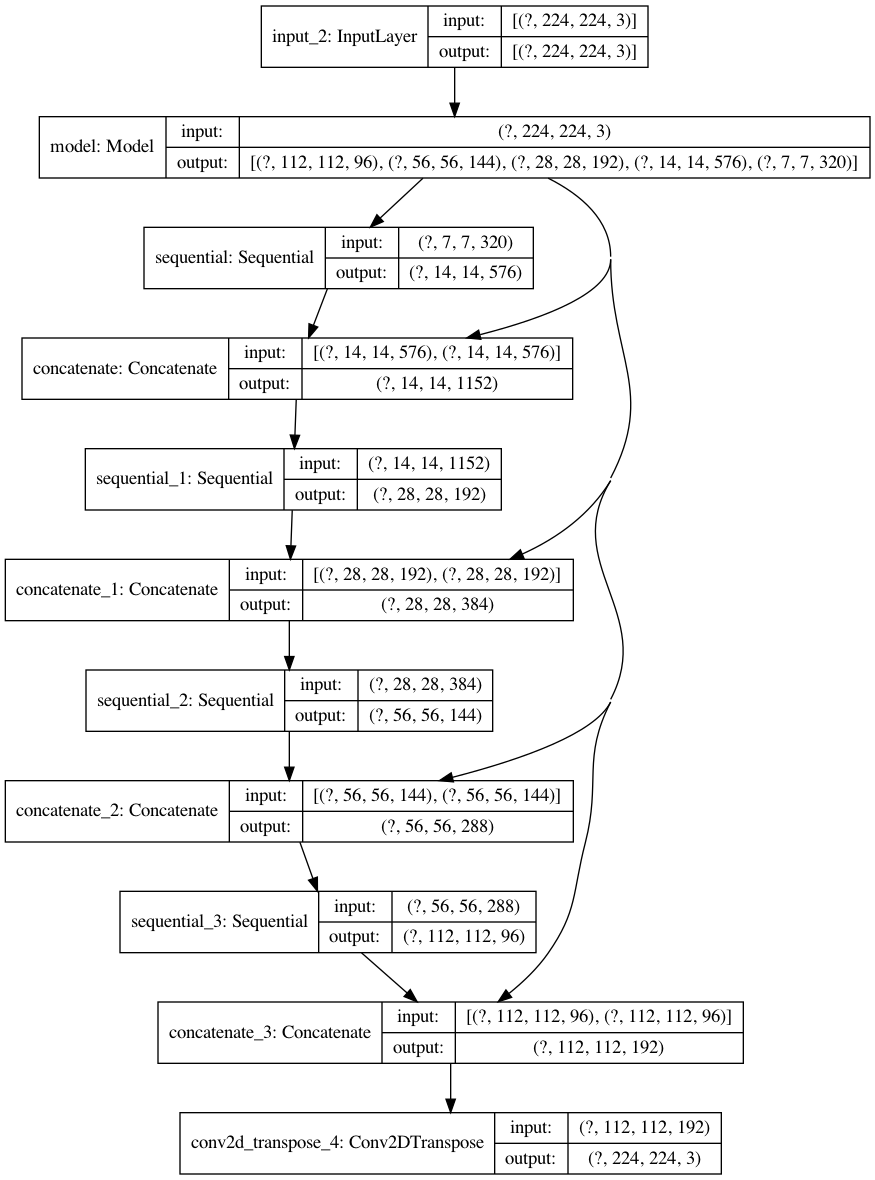 input_2: InputLayer
input: [(?, 224, 224, 3)]
output: [(?, 224, 224, 3)]
model: Model
input: (?, 224, 224, 3)
output: [(?, 112, 112, 96), (?, 56, 56, 144), (?, 28, 28, 192), (?, 14, 14, 576), (?, 7, 7, 320)]
sequential: Sequential
input: (?, 7, 7, 320)
output: (?, 14, 14, 576)
concatenate: Concatenate
input: [(?, 14, 14, 576), (?, 14, 14, 576)]
output: (?, 14, 14, 1152)
sequential_1: Sequential
input: (?, 14, 14, 1152)
output: (?, 28, 28, 192)
concatenate_1: Concatenate
input: [(?, 28, 28, 192), (?, 28, 28, 192)]
output: (?, 28, 28, 384)
sequential_2: Sequential
input: (?, 28, 28, 384)
output: (?, 56, 56, 144)
concatenate_2: Concatenate
input: [(?, 56, 56, 144), (?, 56, 56, 144)]
output: (?, 56, 56, 288)
sequential_3: Sequential
input: (?, 56, 56, 288)
output: (?, 112, 112, 96)
concatenate_3: Concatenate
input: [(?, 112, 112, 96), (?, 112, 112, 96)]
output: (?, 112, 112, 192)
conv2d_transpose_4: Conv2DTranspose
input: (?, 112, 112, 192)
output: (?, 224, 224, 3)